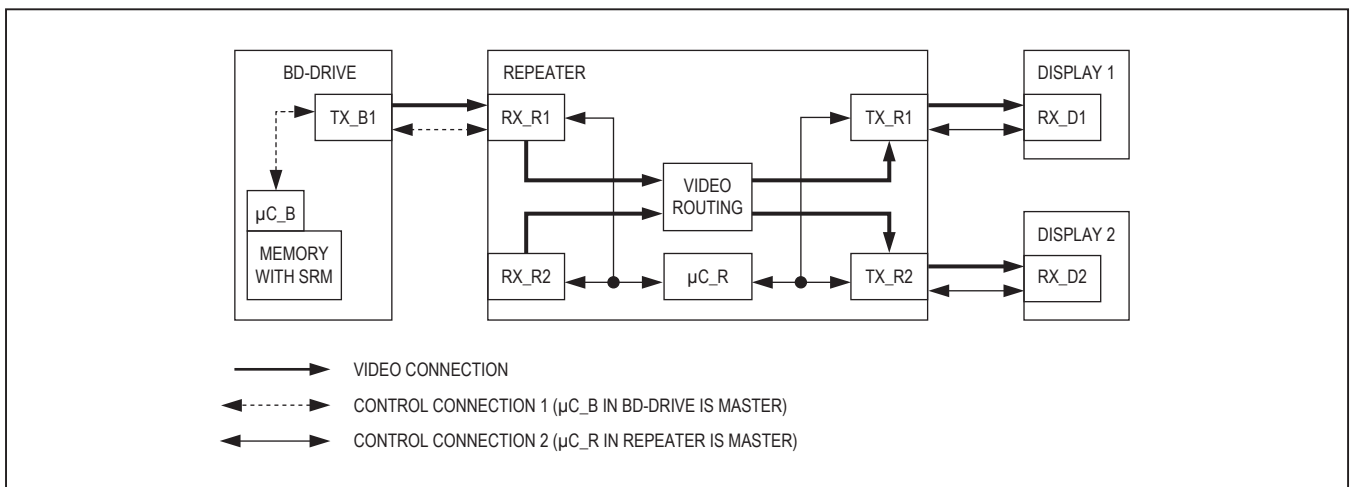 BD-DRIVE
TX_B1
µC_B
MEMORY
WITH SRM
REPEATER
RX_R1
RX_R2
VIDEO
ROUTING
µC_R
TX_R1
TX_R2
DISPLAY 1
RX_D1
DISPLAY 2
RX_D2
VIDEO CONNECTION
CONTROL CONNECTION 1 (µC_B IN BD-DRIVE IS MASTER)
CONTROL CONNECTION 2 (µC_R IN REPEATER IS MASTER)